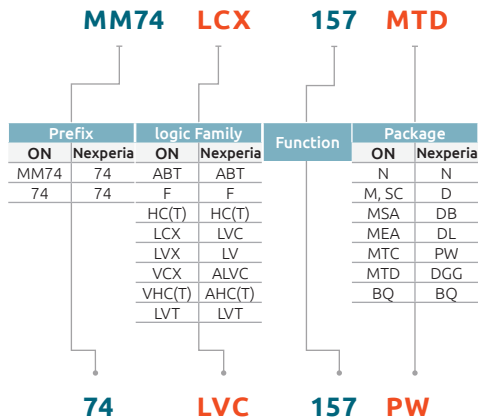 MM74 LCX 157 MTD
Prefix logic Family Function Package
ON Nexperia ON Nexperia ON Nexperia
MM74 74 ABT ABT N N
74 74 F F M, SC D
HC(T) HC(T) MSA DB
LCX LVC MEA DL
LVX LV MTC PW
VCX ALVC MTD DGG
VHC(T) AHC(T) BQ BQ
LVT LVT
74 LVC 157 PW